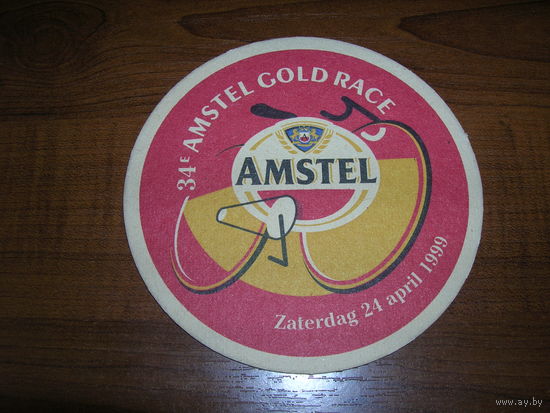 34E AMSTEL GOLD RACE
AMSTEL
Zaterdag 24 april 1999
www.ay.by